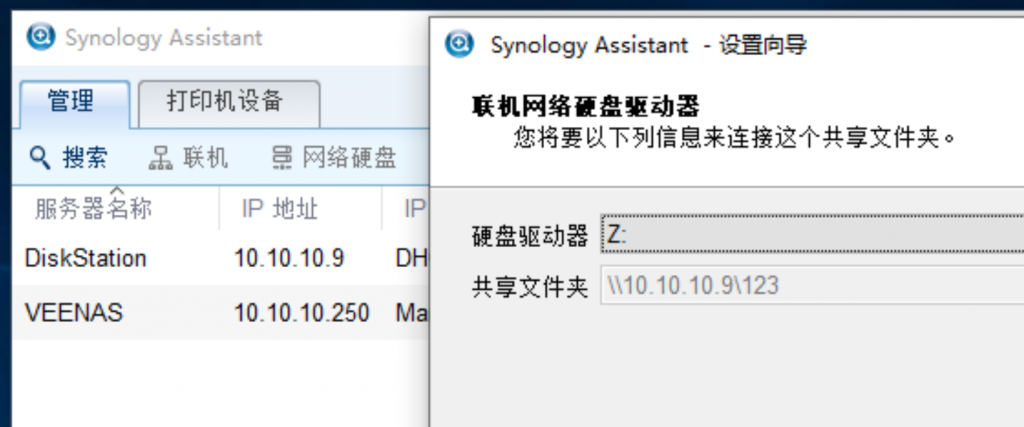 Synology Assistant
管理
打印机设备
搜索 联机 网络硬盘
服务器名称 IP 地址 IP
DiskStation 10.10.10.9 DH
VEENAS 10.10.10.250 Ma
Synology Assistant - 设置向导
联机网络硬盘驱动器
您将要以下列信息来连接这个共享文件夹。
硬盘驱动器 Z:
共享文件夹 \\10.10.10.9\123